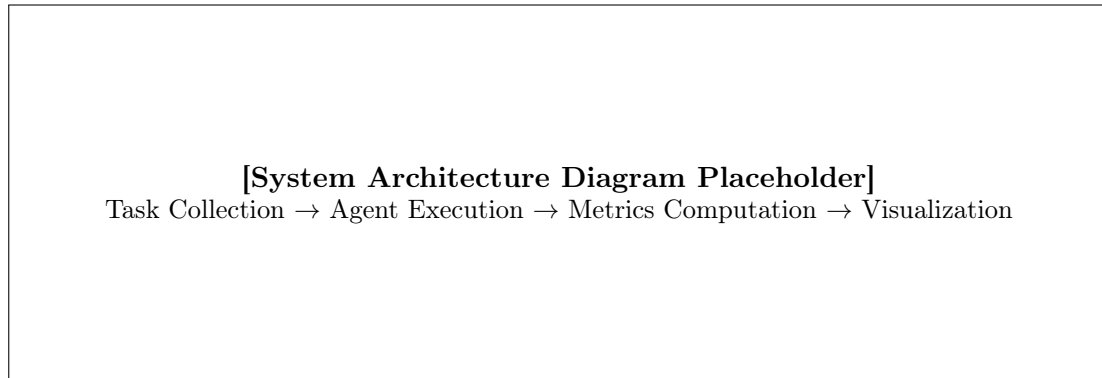 [System Architecture Diagram Placeholder]
Task Collection → Agent Execution → Metrics Computation → Visualization